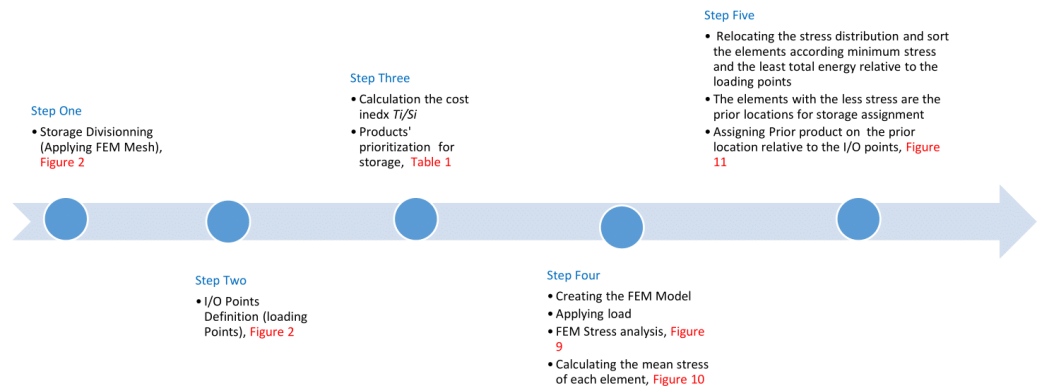 Step One
• Storage Divisionning
(Applying FEM Mesh),
Figure 2
Step Two
• I/O Points
Definition (loading
Points), Figure 2
Step Three
• Calculation the cost
inedx Ti/Si
• Products'
prioritization for
storage, Table 1
Step Four
• Creating the FEM Model
• Applying load
• FEM Stress analysis, Figure
9
• Calculating the mean stress
of each element, Figure 10
Step Five
• Relocating the stress distribution and sort
the elements according minimum stress
and the least total energy relative to the
loading points
• The elements with the less stress are the
prior locations for storage assignment
• Assigning Prior product on the prior
location relative to the I/O points, Figure
11